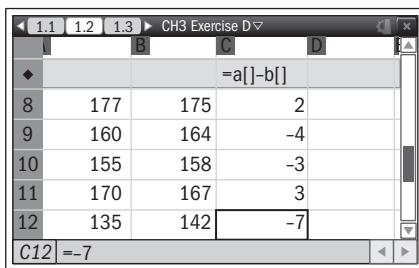 1.1 1.2 1.3 CH3 Exercise D
B C D
=a[]–b[]
8 177 175 2
9 160 164 –4
10 155 158 –3
11 170 167 3
12 135 142 –7
C12 =–7